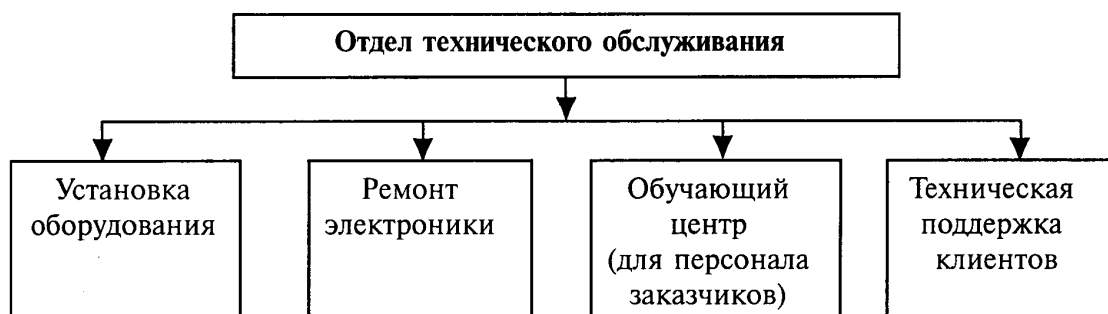 Отдел технического обслуживания
Установка
оборудования
Ремонт
электроники
Обучающий
центр
(для персонала
заказчиков)
Техническая
поддержка
клиентов